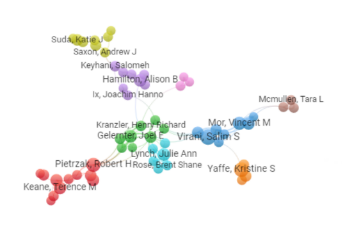 Suda, Katie J
Saxon, Andrew J
Keyhani, Salomeh
Hamilton, Alison B.
Ix, Joachim Hanno
Mcmullen, Tara L
Mor, Vincent M
Kranzler, Henry Richard
Gelernter, Joel E
Virani, Salim S
Lynch, Julie Ann
Pietrzak, Robert H
Rose, Brent Shane
Yaffe, Kristine S
Keane, Terence M